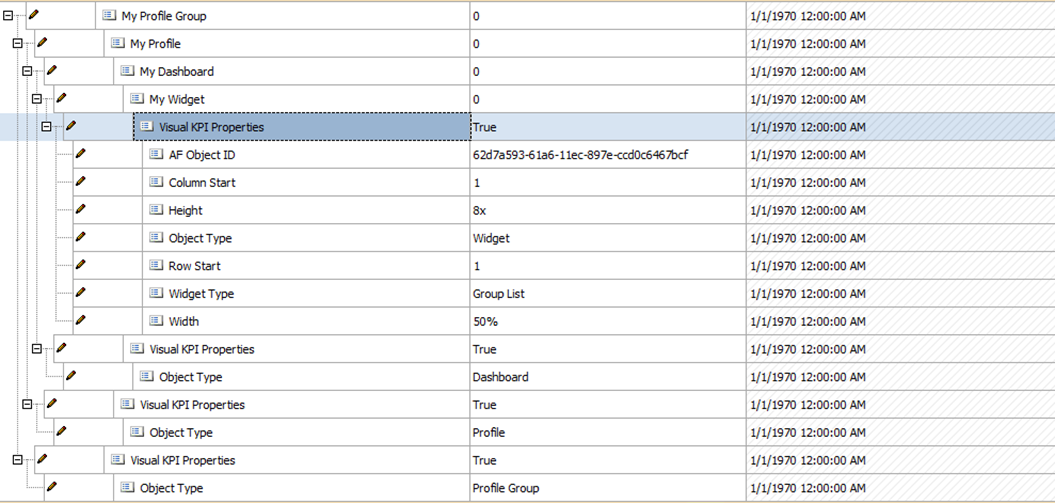 My Profile Group 0 1/1/1970 12:00:00 AM
My Profile 0 1/1/1970 12:00:00 AM
My Dashboard 0 1/1/1970 12:00:00 AM
My Widget 0 1/1/1970 12:00:00 AM
Visual KPI Properties True 1/1/1970 12:00:00 AM
AF Object ID 62d7a593-61a6-11ec-897e-ccd0c6467bcf 1/1/1970 12:00:00 AM
Column Start 1 1/1/1970 12:00:00 AM
Height 8x 1/1/1970 12:00:00 AM
Object Type Widget 1/1/1970 12:00:00 AM
Row Start 1 1/1/1970 12:00:00 AM
Widget Type Group List 1/1/1970 12:00:00 AM
Width 50% 1/1/1970 12:00:00 AM
Visual KPI Properties True 1/1/1970 12:00:00 AM
Object Type Dashboard 1/1/1970 12:00:00 AM
Visual KPI Properties True 1/1/1970 12:00:00 AM
Object Type Profile 1/1/1970 12:00:00 AM
Visual KPI Properties True 1/1/1970 12:00:00 AM
Object Type Profile Group 1/1/1970 12:00:00 AM